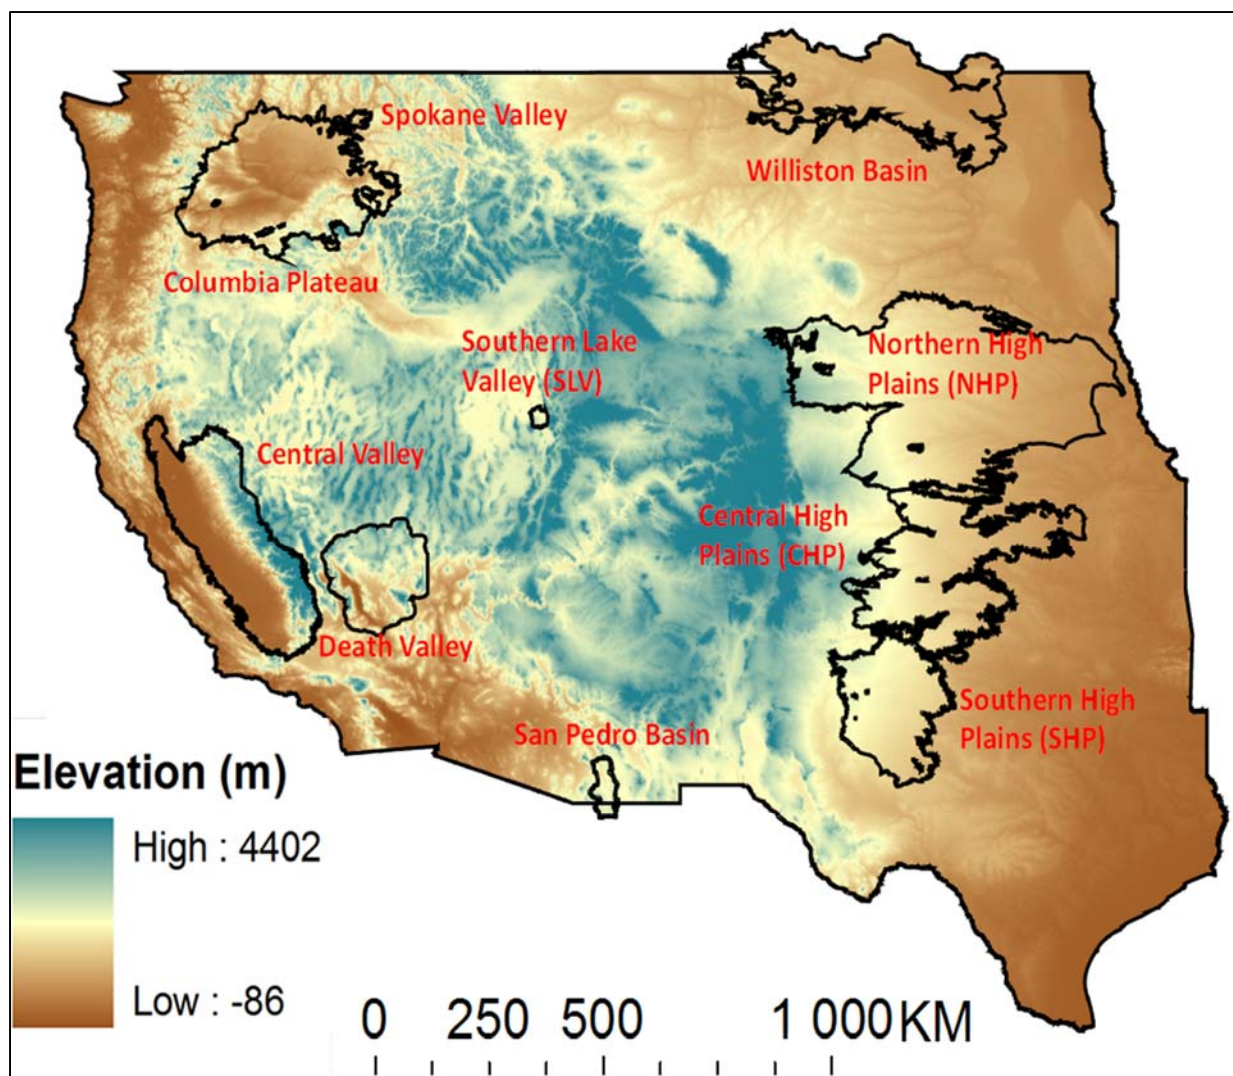 Spokane Valley
Williston Basin
Columbia Plateau
Southern Lake
Valley (SLV)
Northern High
Plains (NHP)
Central Valley
Central High
Plains (CHP)
Death Valley
Southern High
Plains (SHP)
San Pedro Basin
Elevation (m)
High : 4402
Low : -86
0 250 500 1 000 KM